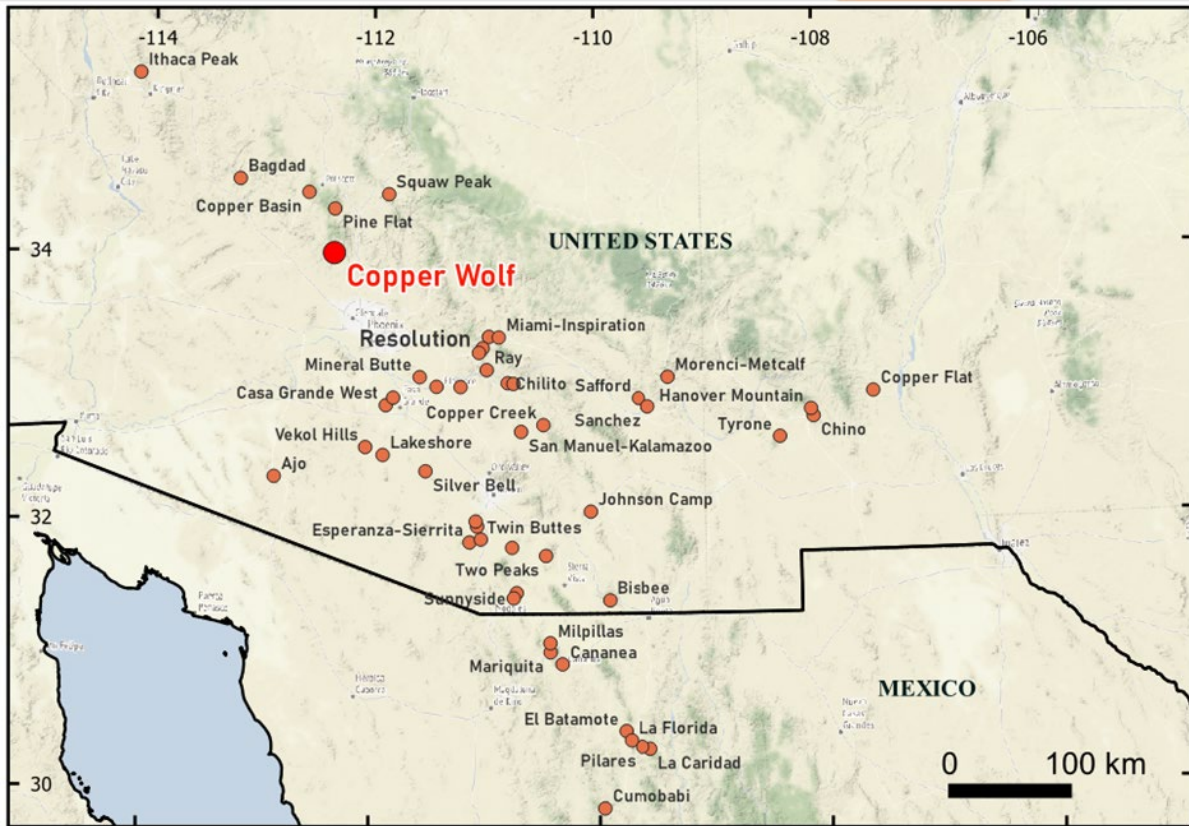 -114 -112 -110 -108 -106
Ithaca Peak
Bagdad
Squaw Peak
Copper Basin
Pine Flat
34
UNITED STATES
Copper Wolf
Miami-Inspiration
Resolution
Ray
Mineral Butte
Morenci-Metcalf
Chilito
Safford
Copper Flat
Casa Grande West
Hanover Mountain
Copper Creek
Sanchez
Tyrone
Chino
Vekol Hills
Lakeshore
San Manuel-Kalamazoo
Ajo
Silver Bell
Johnson Camp
32
Esperanza-Sierrita
Twin Buttes
Two Peaks
Sunnyside
Bisbee
Milpillas
Cananea
Mariquita
MEXICO
El Batamote
La Florida
Pilares
La Caridad
0 100 km
30
Cumobabi